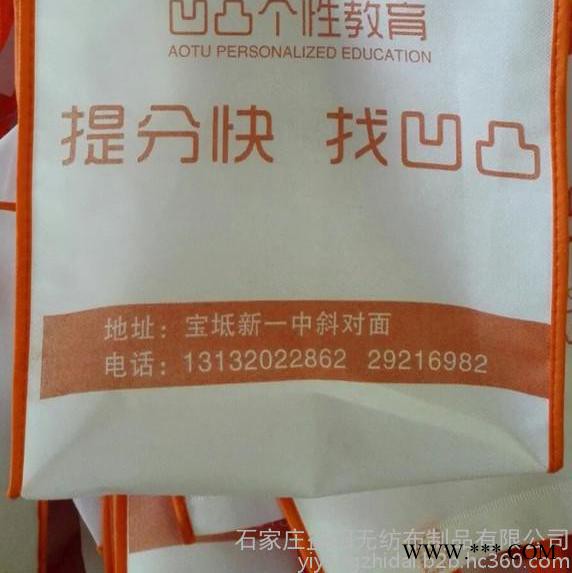 凹凸个性教育
AOTU PERSONALIZED EDUCATION
提分快 找凹凸
地址：宝坻新一中斜对面
电话：13132022862 29216982
石家庄 无纺布制品有限公司
www.***.COM